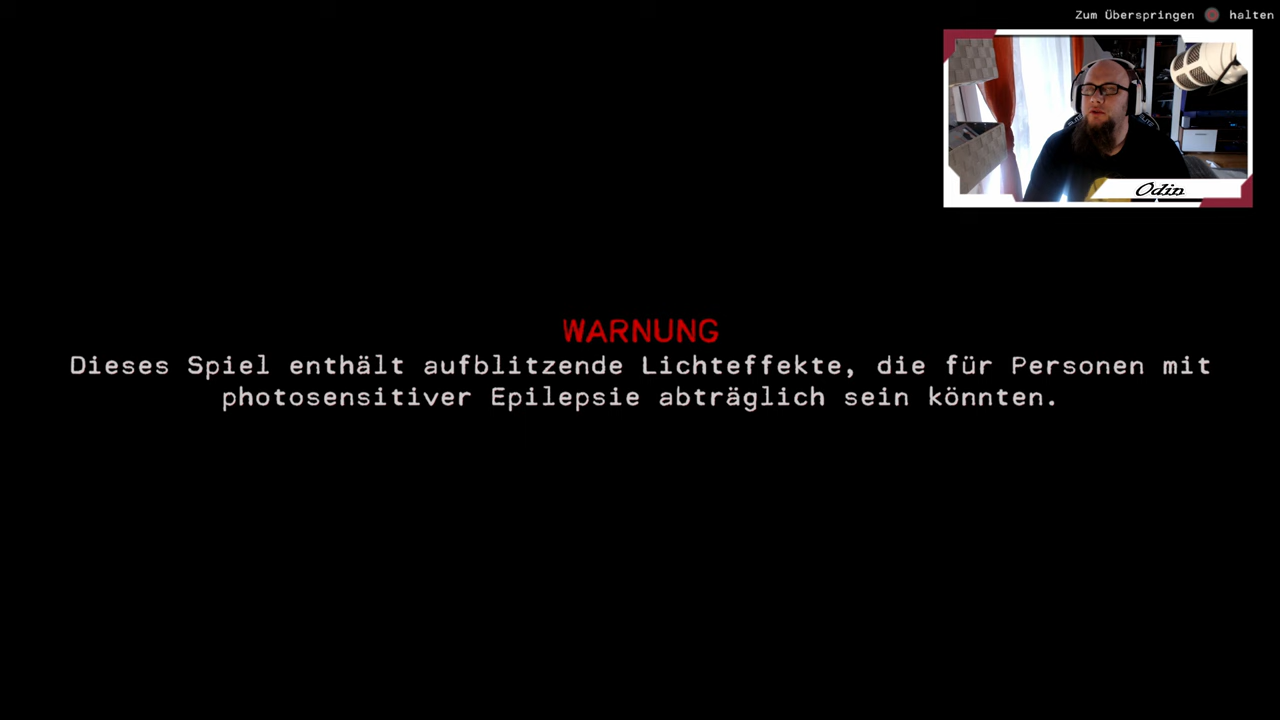 Zum Überspringen halten
Odin
WARNUNG
Dieses Spiel enthält aufblitzende Lichteffekte, die für Personen mit
photosensitiver Epilepsie abträglich sein könnten.